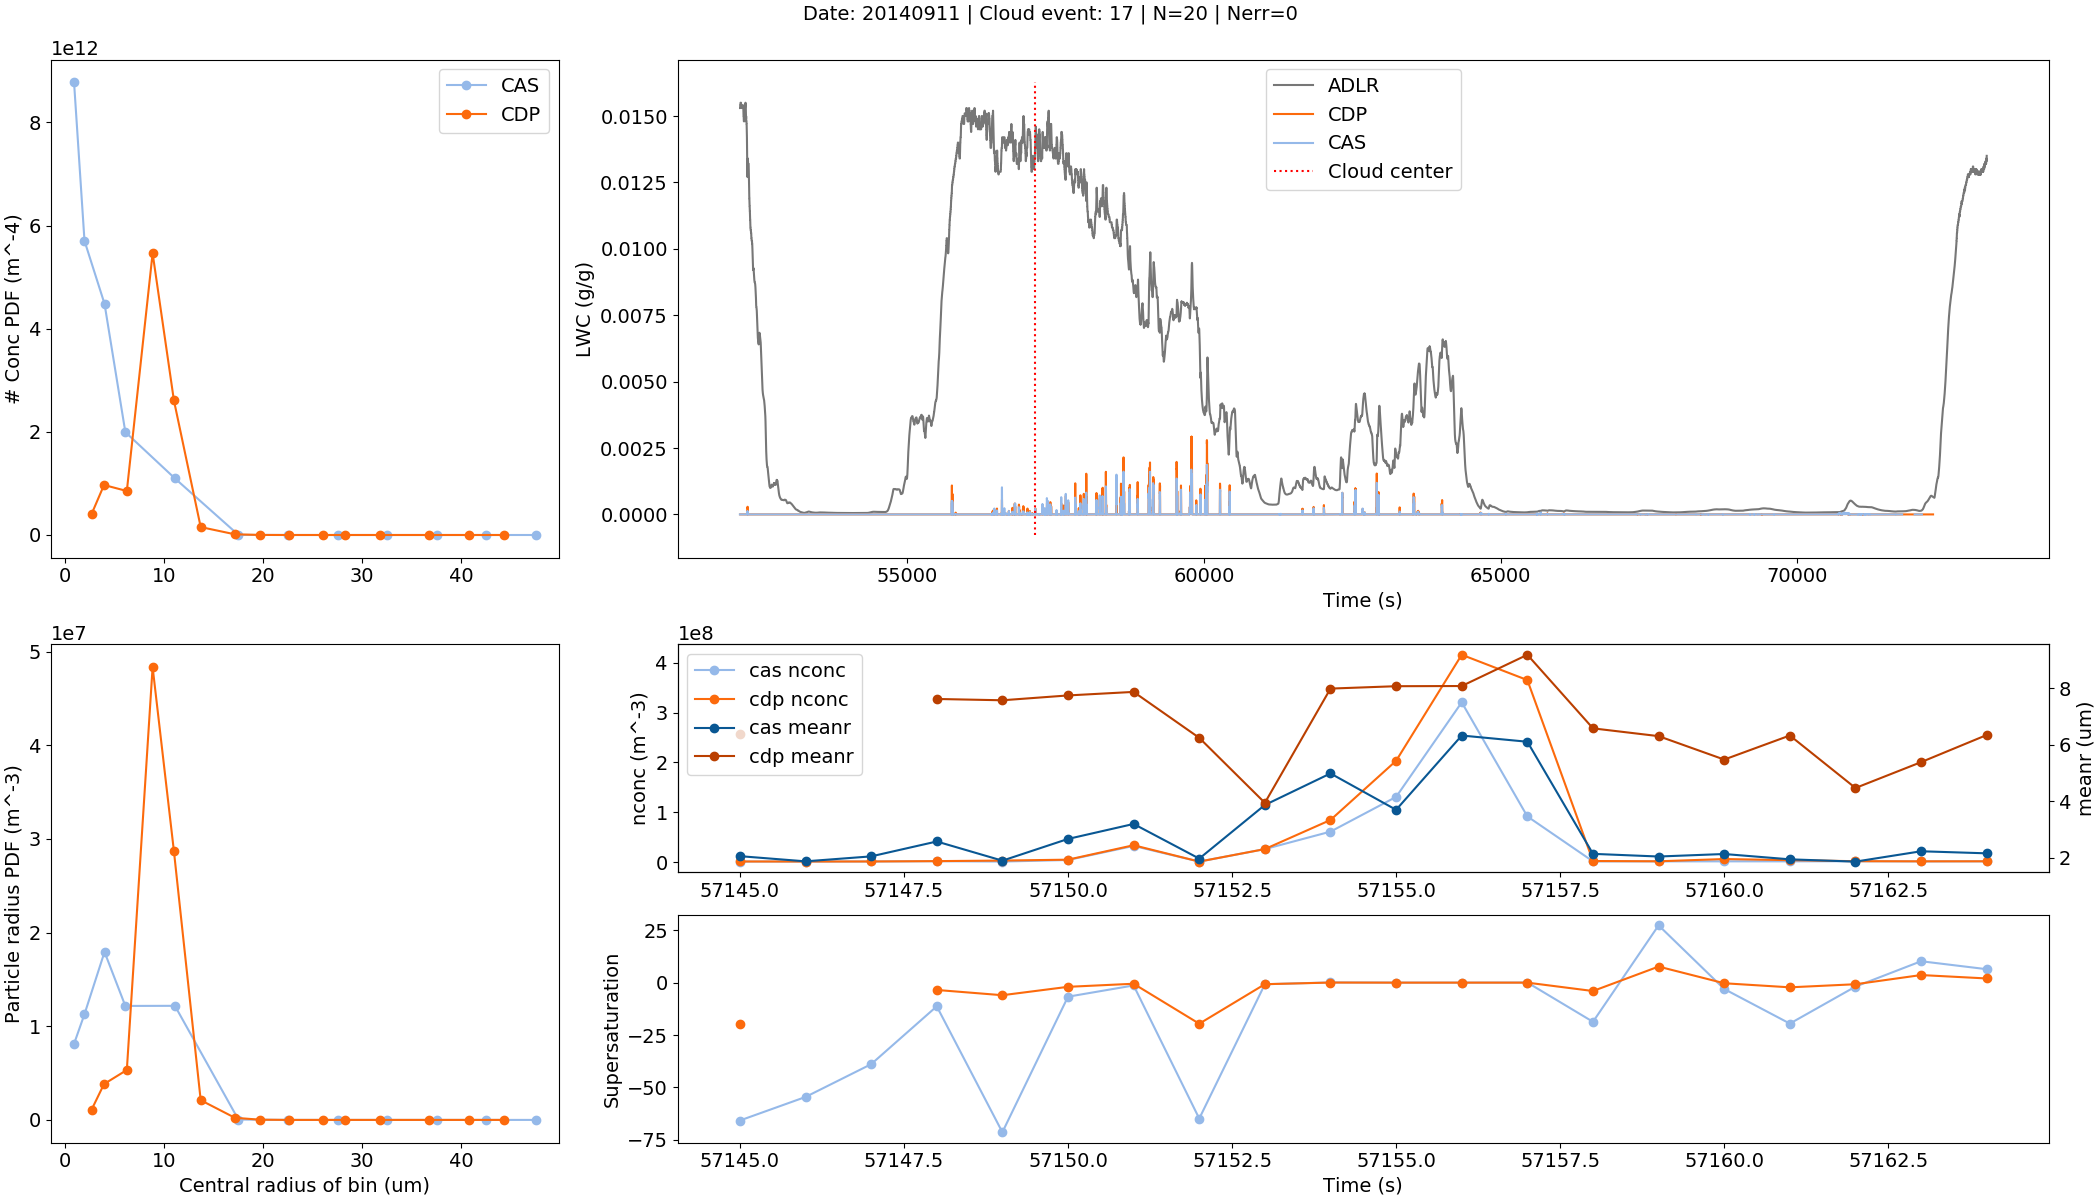 Date: 20140911 | Cloud event: 17 | N=20 | Nerr=0
1e12
# Conc PDF (m^-4)
8
6
4
2
0
0 10 20 30 40
CAS
CDP
LWC (g/g)
0.0150
0.0125
0.0100
0.0075
0.0050
0.0025
0.0000
55000 60000 65000 70000
Time (s)
ADLR
CDP
CAS
Cloud center
1e7
Particle radius PDF (m^-3)
5
4
3
2
1
0
0 10 20 30 40
Central radius of bin (um)
1e8
nconc (m^-3)
4
3
2
1
0
cas nconc
cdp nconc
cas meanr
cdp meanr
8
6
4
2
meanr (um)
57145.0 57147.5 57150.0 57152.5 57155.0 57157.5 57160.0 57162.5
Supersaturation
25
0
−25
−50
−75
57145.0 57147.5 57150.0 57152.5 57155.0 57157.5 57160.0 57162.5
Time (s)